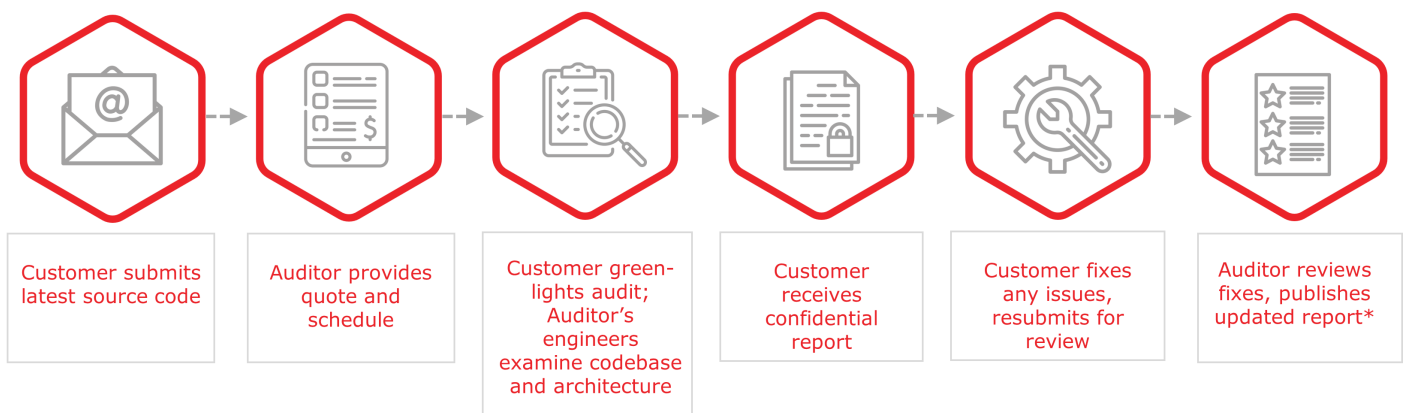 @
$
Customer submits
latest source code
Auditor provides
quote and
schedule
Customer green-
lights audit;
Auditor’s
engineers
examine codebase
and architecture
Customer
receives
confidential
report
Customer fixes
any issues,
resubmits for
review
Auditor reviews
fixes, publishes
updated report*